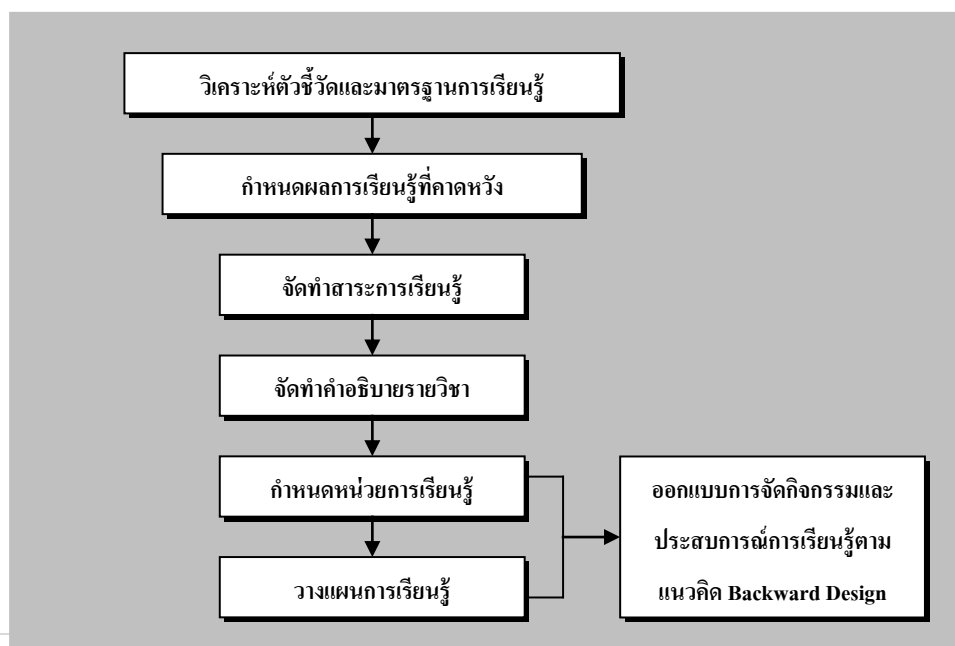 วิเคราะห์ตัวชี้วัดและมาตรฐานการเรียนรู้
กำหนดผลการเรียนรู้ที่คาดหวัง
จัดทำสาระการเรียนรู้
จัดทำคำอธิบายรายวิชา
กำหนดหน่วยการเรียนรู้
วางแผนการเรียนรู้
ออกแบบการจัดกิจกรรมและ
ประสบการณ์การเรียนรู้ตาม
แนวคิด Backward Design